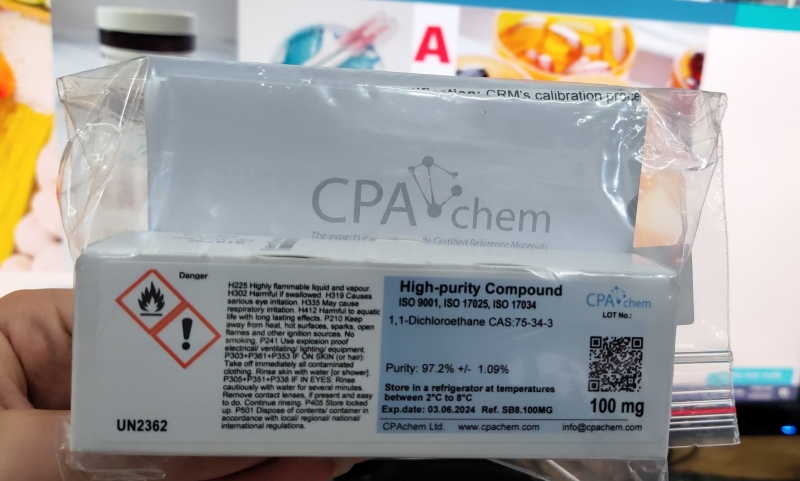 A
CRM's calibration
CPA chem
The experts Certified Reference Materials
Danger
H225 Highly flammable liquid and vapour.
H302 Harmful if swallowed. H319 Causes
serious eye irritation. H335 May cause
respiratory irritation. H412 Harmful to aquatic
life with long lasting effects. P210 Keep
away from heat, hot surfaces, sparks, open
flames and other ignition sources. No
smoking. P241 Use explosion proof
electrical/ ventilating/ lighting/ equipment.
P303+P361+P353 IF ON SKIN (or hair):
Take off immediately all contaminated
clothing. Rinse skin with water [or shower].
P305+P351+P338 IF IN EYES: Rinse
cautiously with water for several minutes.
Remove contact lenses, if present and easy
to do. Continue rinsing. P405 Store locked
up. P501 Dispose of contents/ container in
accordance with local/ regional/ national/
international regulations.
UN2362
High-purity Compound
ISO 9001, ISO 17025, ISO 17034
1,1-Dichloroethane CAS:75-34-3
Purity: 97.2% +/- 1.09%
Store in a refrigerator at temperatures
between 2°C to 8°C
Exp.date: 03.06.2024 Ref. SB8.100MG
CPAchem Ltd. www.cpachem.com info@cpachem.com
CPA chem
LOT No.:
100 mg